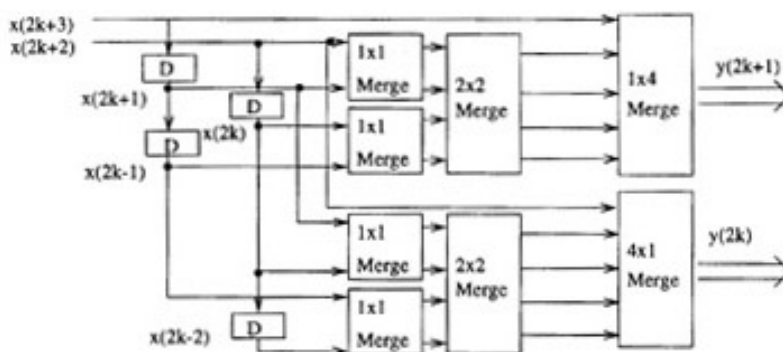 x(2k+3)
x(2k+2)
D
x(2k+1)
D
x(2k)
D
x(2k-1)
1x1
Merge
1x1
Merge
2x2
Merge
1x4
Merge
y(2k+1)
1x1
Merge
1x1
Merge
2x2
Merge
4x1
Merge
y(2k)
D
x(2k-2)